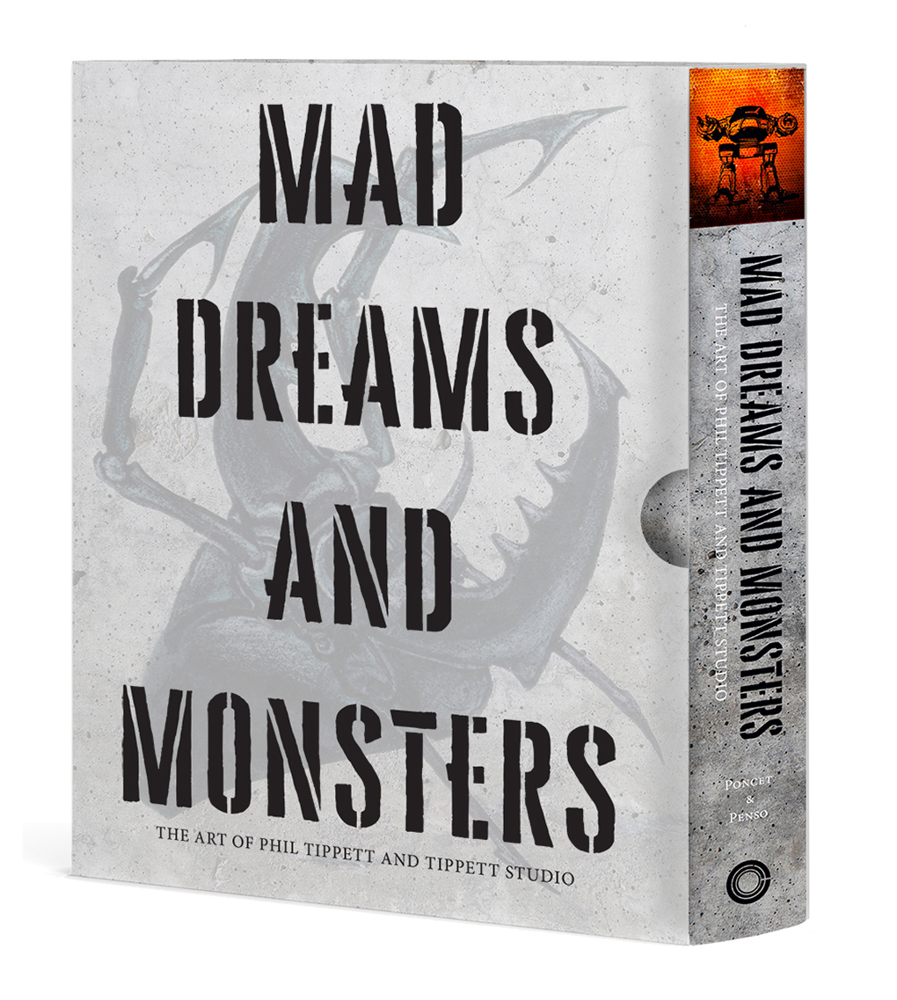 MAD
DREAMS
AND
MONSTERS
THE ART OF PHIL TIPPETT AND TIPPETT STUDIO
MAD DREAMS AND MONSTERS
THE ART OF PHIL TIPPETT AND TIPPETT STUDIO
PONCET
&
PENSO